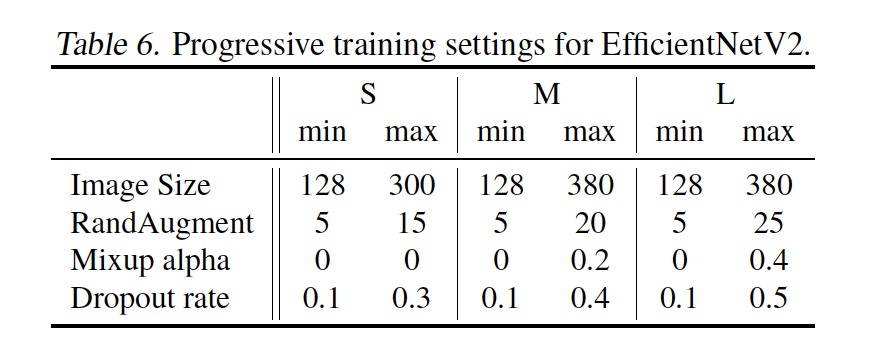 Table 6. Progressive training settings for EfficientNetV2.
S M L
min max min max min max
Image Size 128 300 128 380 128 380
RandAugment 5 15 5 20 5 25
Mixup alpha 0 0 0 0.2 0 0.4
Dropout rate 0.1 0.3 0.1 0.4 0.1 0.5